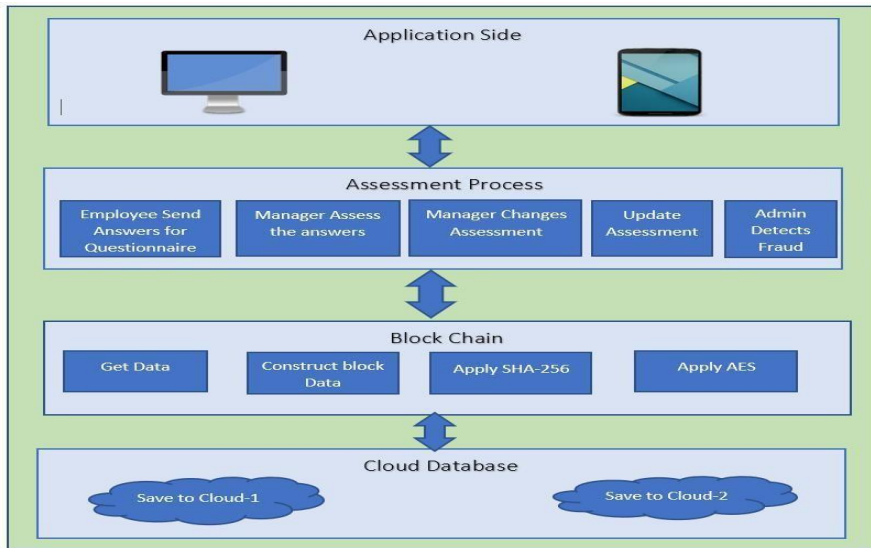 Application Side
Assessment Process
Employee Send
Answers for
Questionnaire
Manager Assess
the answers
Manager Changes
Assessment
Update
Assessment
Admin
Detects
Fraud
Block Chain
Get Data
Construct block
Data
Apply SHA-256
Apply AES
Cloud Database
Save to Cloud-1
Save to Cloud-2